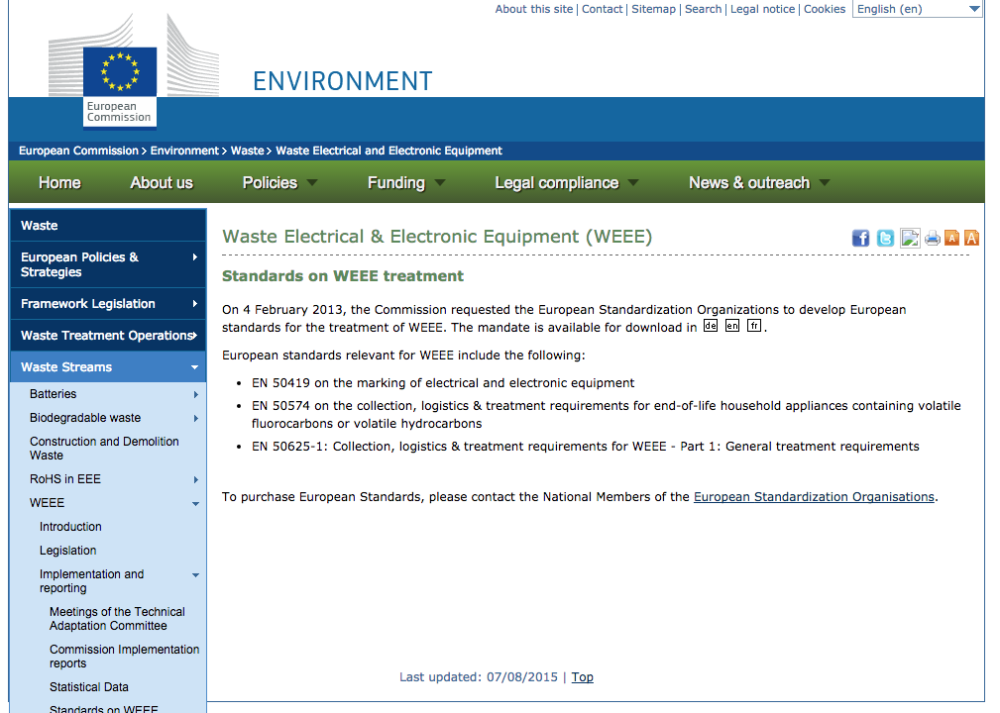 About this site | Contact | Sitemap | Search | Legal notice | Cookies
English (en)
European
Commission
ENVIRONMENT
European Commission > Environment > Waste > Waste Electrical and Electronic Equipment
Home About us Policies Funding Legal compliance News & outreach
Waste
European Policies &
Strategies
Framework Legislation
Waste Treatment Operations
Waste Streams
Batteries
Biodegradable waste
Construction and Demolition
Waste
RoHS in EEE
WEEE
Introduction
Legislation
Implementation and
reporting
Meetings of the Technical
Adaptation Committee
Commission Implementation
reports
Statistical Data
Standards on WEEE
Waste Electrical & Electronic Equipment (WEEE)
A A
Standards on WEEE treatment
On 4 February 2013, the Commission requested the European Standardization Organizations to develop European
standards for the treatment of WEEE. The mandate is available for download in de en fr .
European standards relevant for WEEE include the following:
• EN 50419 on the marking of electrical and electronic equipment
• EN 50574 on the collection, logistics & treatment requirements for end-of-life household appliances containing volatile
fluorocarbons or volatile hydrocarbons
• EN 50625-1: Collection, logistics & treatment requirements for WEEE - Part 1: General treatment requirements
To purchase European Standards, please contact the National Members of the European Standardization Organisations.
Last updated: 07/08/2015 | Top